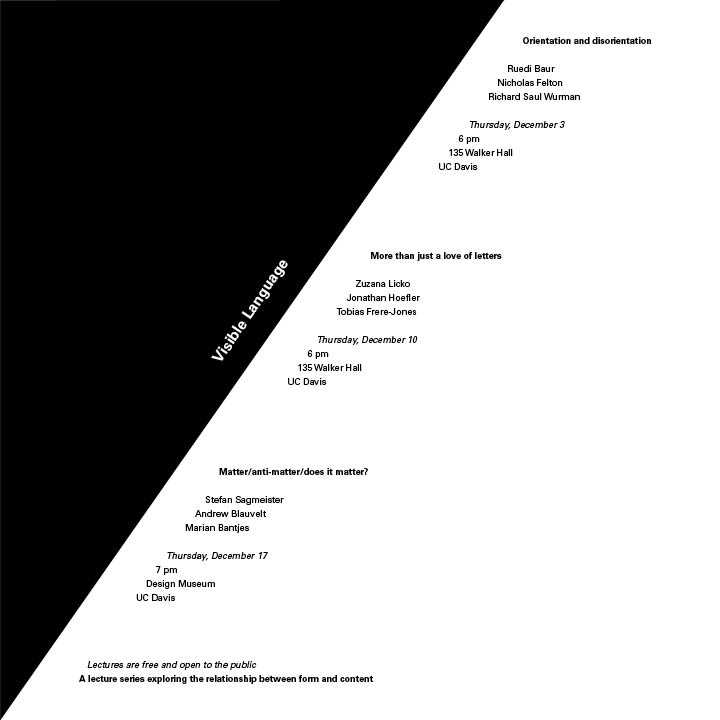 Orientation and disorientation
Ruedi Baur
Nicholas Felton
Richard Saul Wurman
Thursday, December 3
6 pm
135 Walker Hall
UC Davis
More than just a love of letters
Zuzana Licko
Jonathan Hoefler
Tobias Frere-Jones
Thursday, December 10
6 pm
135 Walker Hall
UC Davis
Visible Language
Matter/anti-matter/does it matter?
Stefan Sagmeister
Andrew Blauvelt
Marian Bantjes
Thursday, December 17
7 pm
Design Museum
UC Davis
Lectures are free and open to the public
A lecture series exploring the relationship between form and content